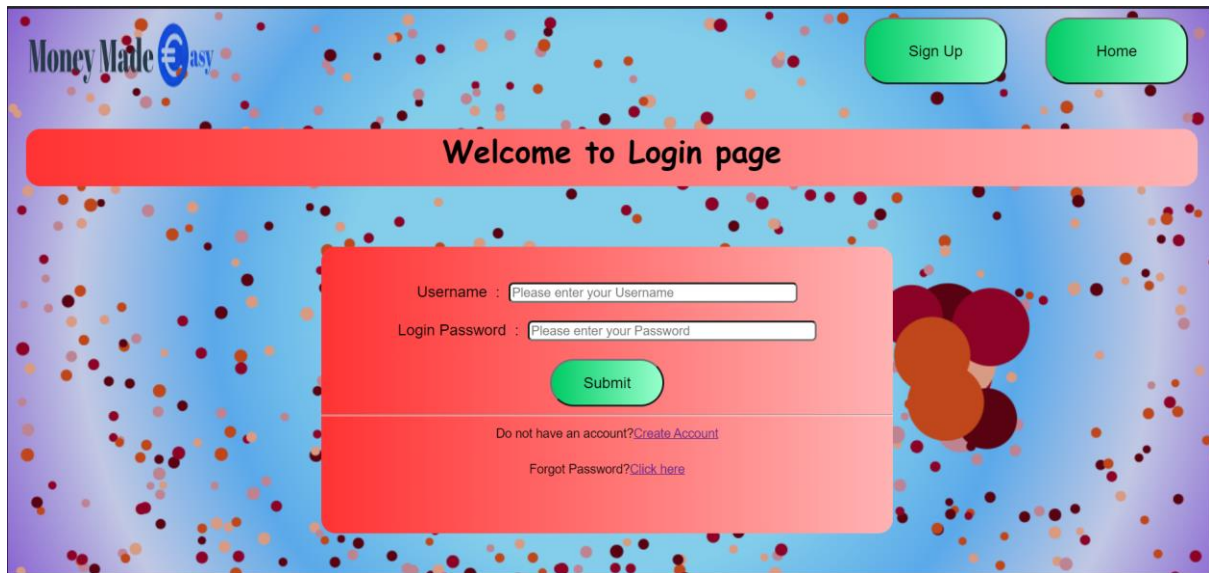 Money Made €asy
Sign Up
Home
Welcome to Login page
Username : Please enter your Username
Login Password : Please enter your Password
Submit
Do not have an account?Create Account
Forgot Password?Click here